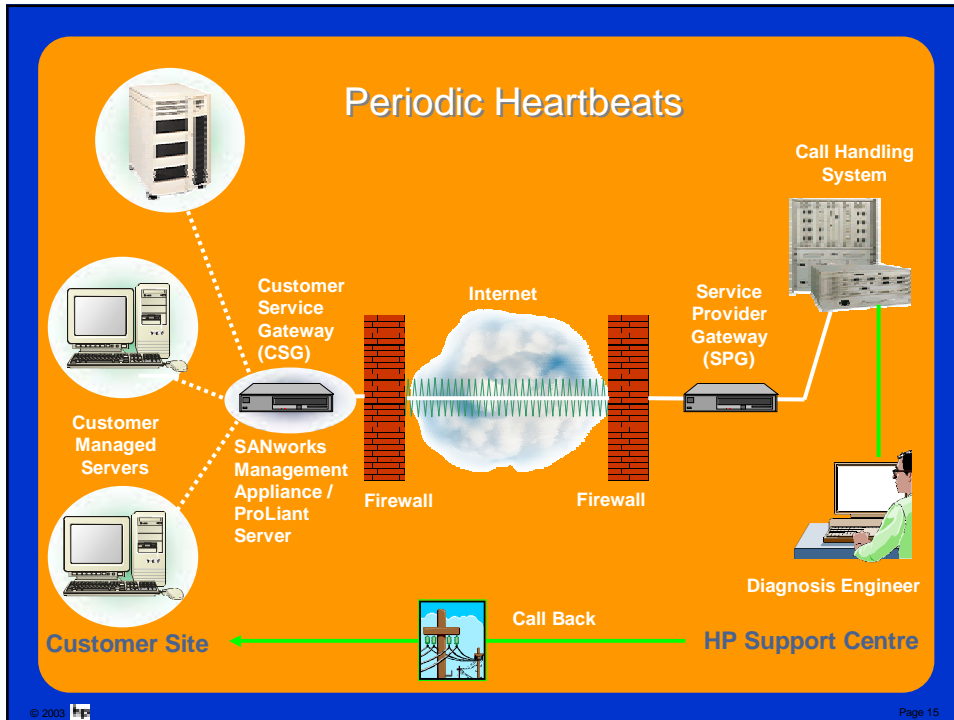 Periodic Heartbeats
Call Handling
System
Customer
Service
Gateway
(CSG)
Internet
Service
Provider
Gateway
(SPG)
Customer
Managed
Servers
SANworks
Management
Appliance /
ProLiant
Server
Firewall
Firewall
Diagnosis Engineer
Call Back
Customer Site
HP Support Centre
© 2003 hp
Page 15